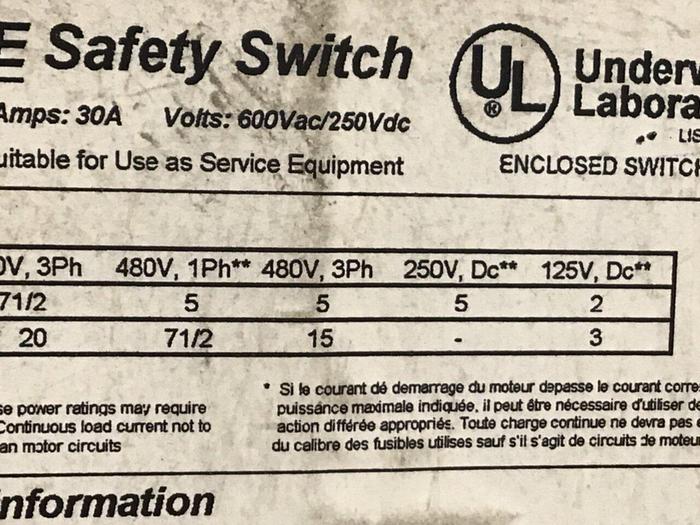 E Safety Switch
UL ® Underw
Labora
Amps: 30A Volts: 600Vac/250Vdc
LIS
uitable for Use as Service Equipment ENCLOSED SWITCH
0V, 3Ph 480V, 1Ph** 480V, 3Ph 250V, Dc** 125V, Dc**
71/2 5 5 5 2
20 71/2 15 - 3
* Si le courant dé demarrage du moteur depasse le courant corre
se power ratings may require puissance maximale indiquée, il peut être nécessaire d'utiliser de
Continuous load current not to action différée appropriés. Toute charge continue ne devra pas e
an motor circuits du calibre des fusibles utilises sauf s'il s'agit de circuits de moteu
nformation